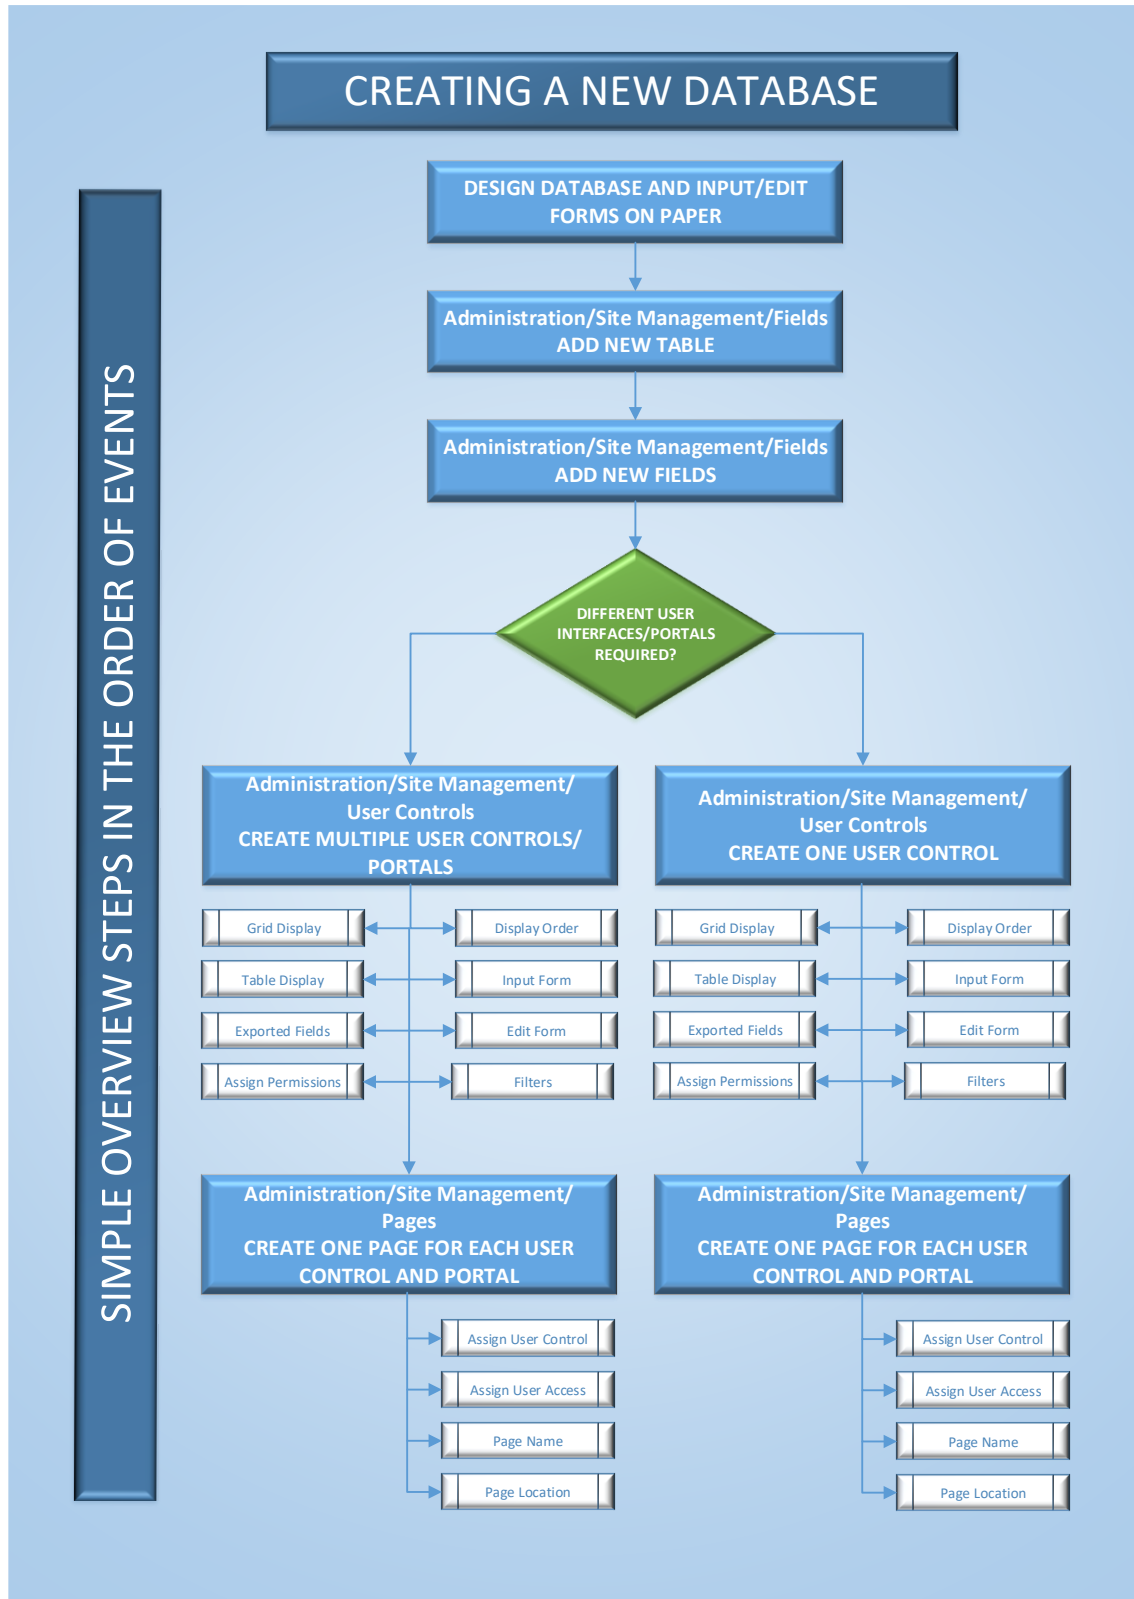 CREATING A NEW DATABASE
SIMPLE OVERVIEW STEPS IN THE ORDER OF EVENTS
DESIGN DATABASE AND INPUT/EDIT
FORMS ON PAPER
Administration/Site Management/Fields
ADD NEW TABLE
Administration/Site Management/Fields
ADD NEW FIELDS
DIFFERENT USER
INTERFACES/PORTALS
REQUIRED?
Administration/Site Management/
User Controls
CREATE MULTIPLE USER CONTROLS/
PORTALS
Grid Display
Display Order
Table Display
Input Form
Exported Fields
Edit Form
Assign Permissions
Filters
Administration/Site Management/
Pages
CREATE ONE PAGE FOR EACH USER
CONTROL AND PORTAL
Assign User Control
Assign User Access
Page Name
Page Location
Administration/Site Management/
User Controls
CREATE ONE USER CONTROL
Grid Display
Display Order
Table Display
Input Form
Exported Fields
Edit Form
Assign Permissions
Filters
Administration/Site Management/
Pages
CREATE ONE PAGE FOR EACH USER
CONTROL AND PORTAL
Assign User Control
Assign User Access
Page Name
Page Location